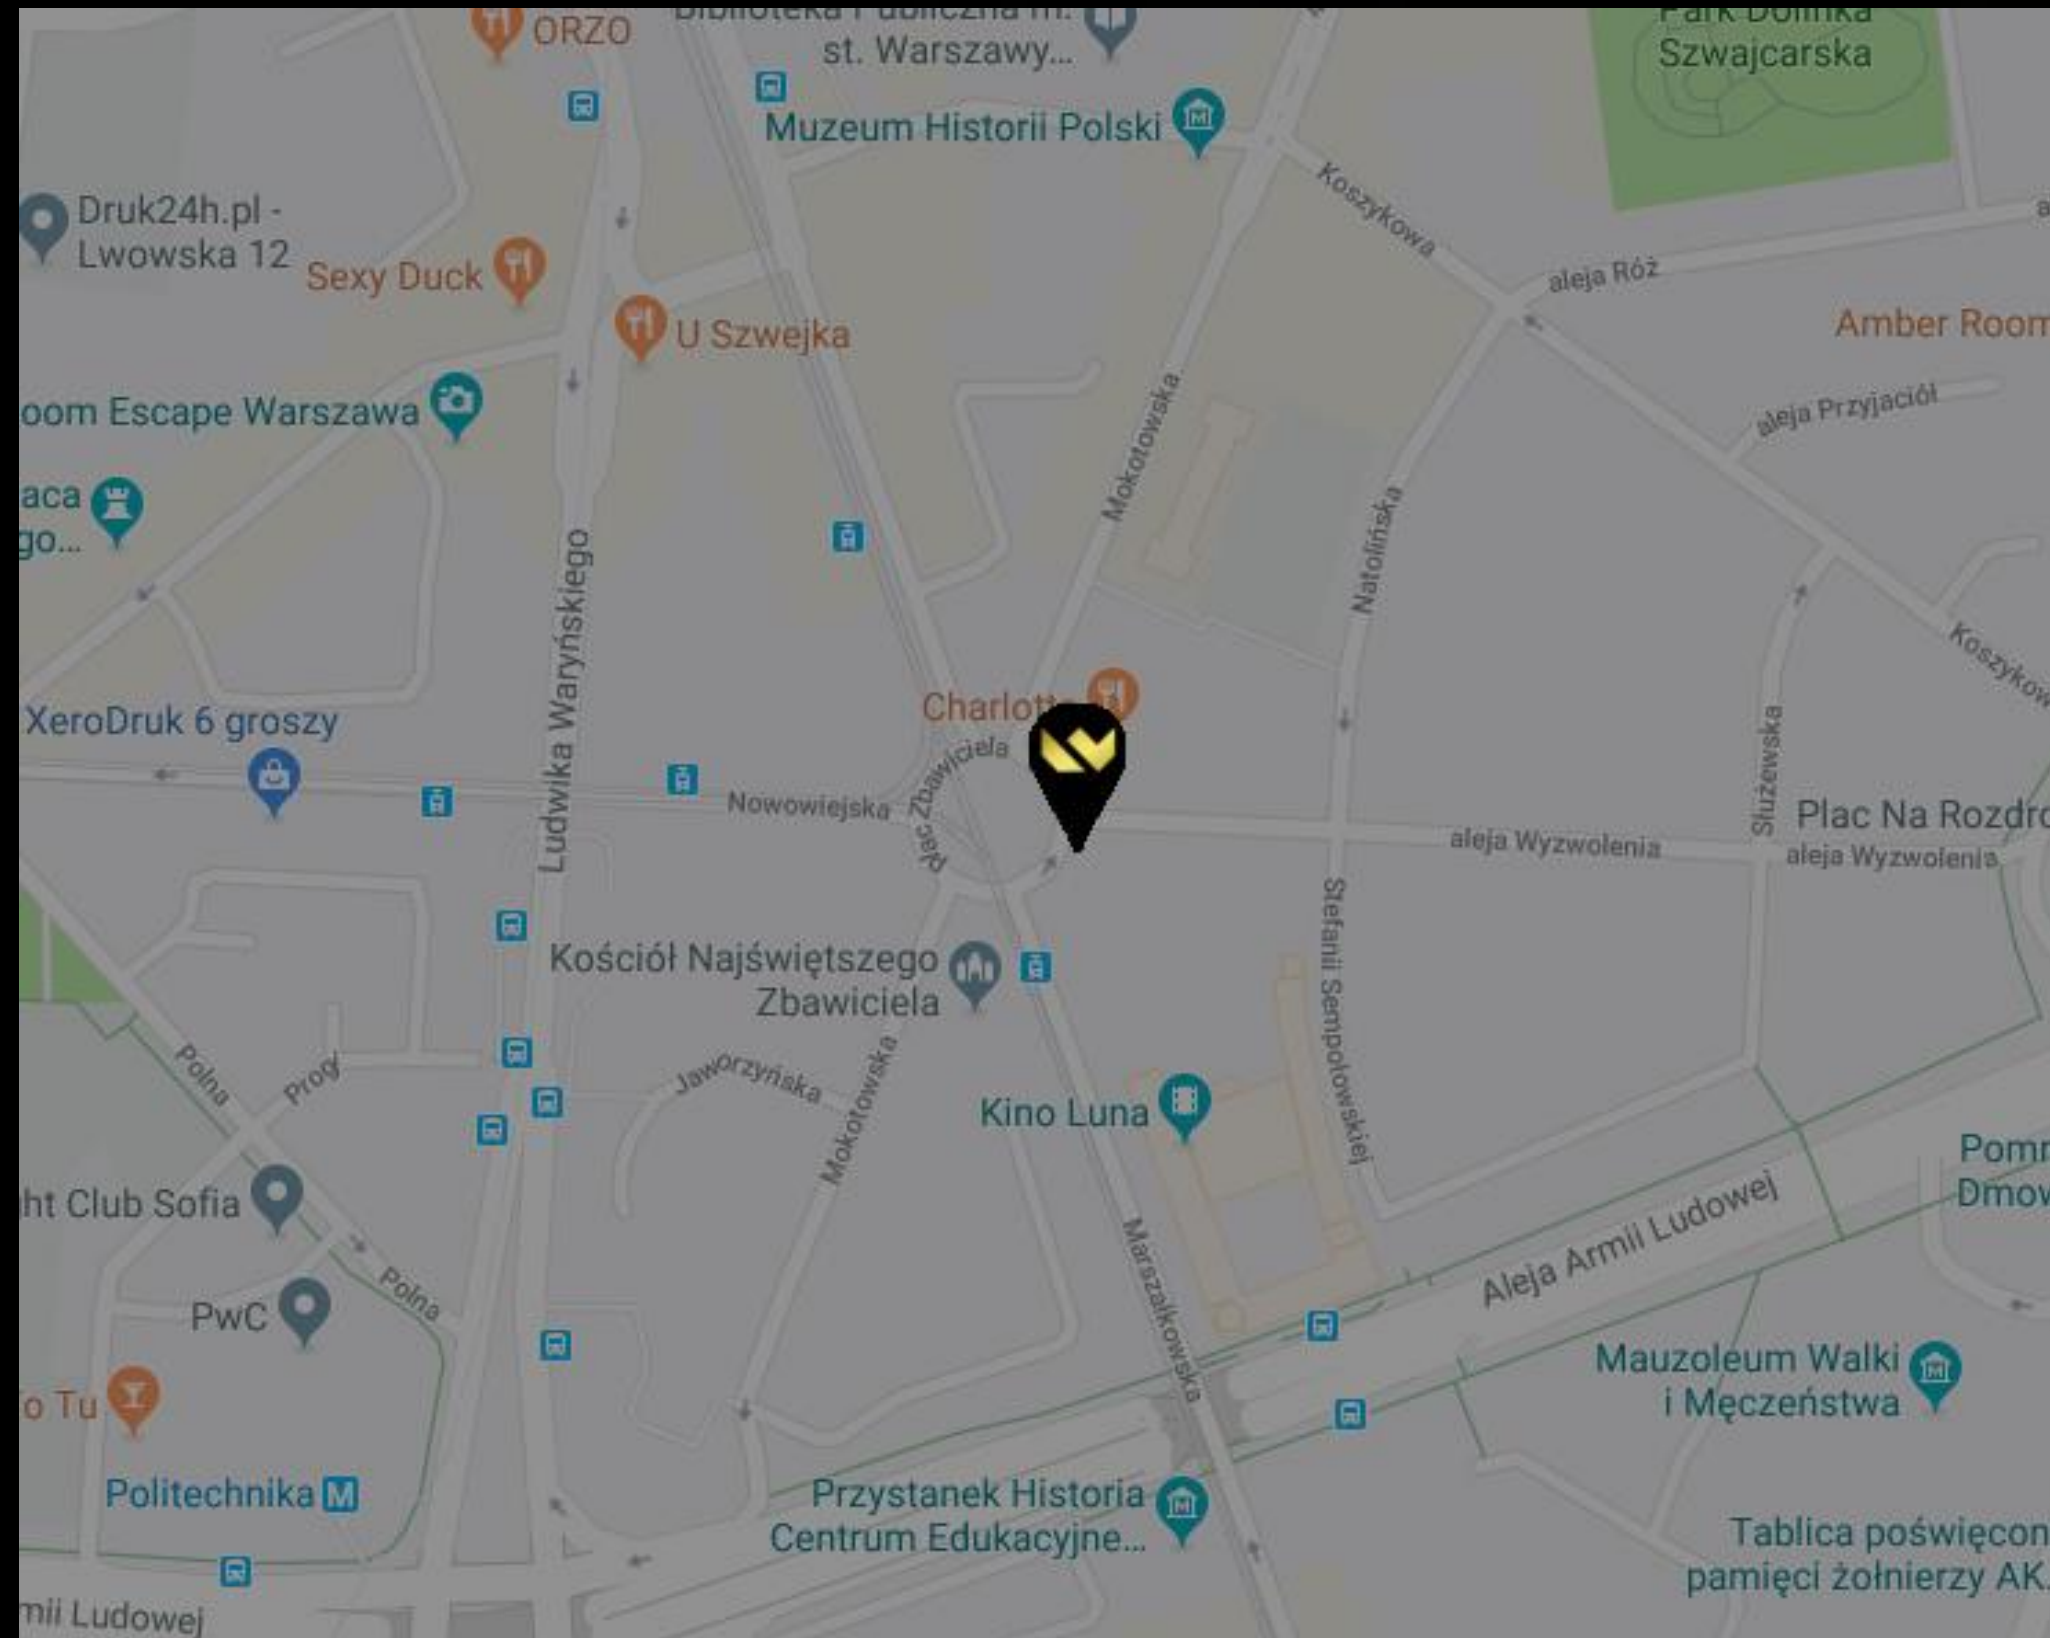 ORZO
Biblioteka Publiczna m.
st. Warszawy...
Park Dolinka
Szwajcarska
Muzeum Historii Polski
Koszykowa
Druk24h.pl -
Lwowska 12
Sexy Duck
aleja Róż
U Szwejka
Amber Room
oom Escape Warszawa
aleja Przyjaciół
Mokotowska
aca
go...
Natolińska
Ludwika Waryńskiego
Koszykow
Charlott
XeroDruk 6 groszy
plac Zbawiciela
Nowowiejska
Służewska
Plac Na Rozdro
aleja Wyzwolenia
aleja Wyzwolenia
Stefanii Sempołowskiej
Kościół Najświętszego
Zbawiciela
Polna
Progi
Jaworzyńska
Mokotowska
Kino Luna
ht Club Sofia
Pomn
Dmow
Aleja Armii Ludowej
Marszałkowska
Polna
PwC
Mauzoleum Walki
i Męczeństwa
o Tu
Politechnika M
Przystanek Historia
Centrum Edukacyjne...
Tablica poświęcon
pamięci żołnierzy AK.
mii Ludowej